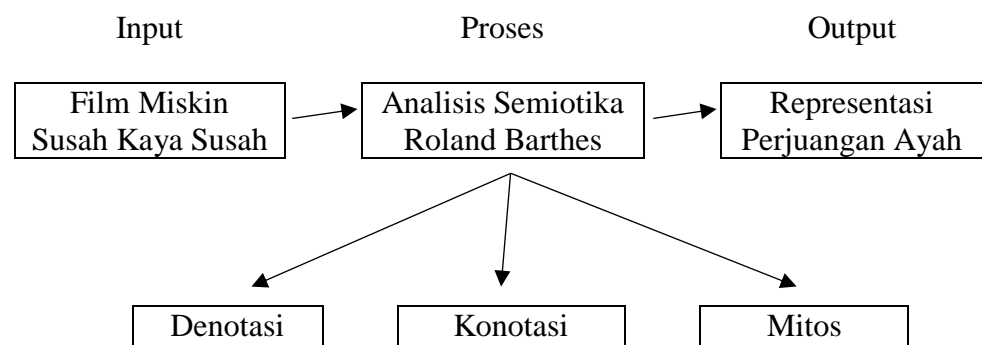 Input Proses Output
Film Miskin
Susah Kaya Susah
Analisis Semiotika
Roland Barthes
Representasi
Perjuangan Ayah
Denotasi Konotasi Mitos